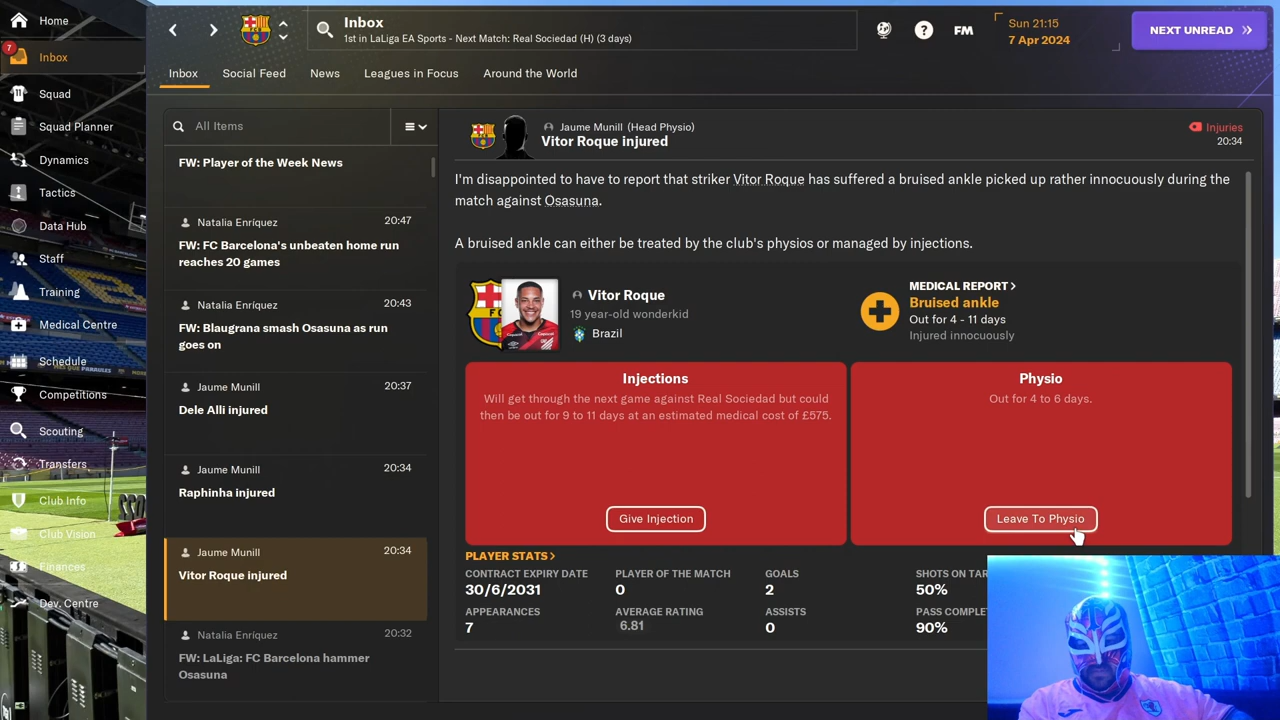 Home
7
Inbox
Squad
Squad Planner
Dynamics
Tactics
Data Hub
Staff
Training
Medical Centre
Schedule
Competitions
Scouting
Transfers
Club Info
Club Vision
Finances
Dev. Centre
Inbox
1st in LaLiga EA Sports - Next Match: Real Sociedad (H) (3 days)
?
FM
Sun 21:15
7 Apr 2024
NEXT UNREAD
Inbox
Social Feed
News
Leagues in Focus
Around the World
All Items
FW: Player of the Week News
Natalia Enríquez
20:47
FW: FC Barcelona's unbeaten home run
reaches 20 games
Natalia Enríquez
20:43
FW: Blaugrana smash Osasuna as run
goes on
Jaume Munill
20:37
Dele Alli injured
Jaume Munill
20:34
Raphinha injured
Jaume Munill
20:34
Vitor Roque injured
Natalia Enríquez
20:32
FW: LaLiga: FC Barcelona hammer
Osasuna
Jaume Munill (Head Physio)
Vitor Roque injured
Injuries
20:34
I'm disappointed to have to report that striker Vitor Roque has suffered a bruised ankle picked up rather innocuously during the
match against Osasuna.
A bruised ankle can either be treated by the club's physios or managed by injections.
Vitor Roque
19 year-old wonderkid
Brazil
MEDICAL REPORT >
Bruised ankle
Out for 4 - 11 days
Injured innocuously
Injections
Will get through the next game against Real Sociedad but could
then be out for 9 to 11 days at an estimated medical cost of £575.
Give Injection
Physio
Out for 4 to 6 days.
Leave To Physio
PLAYER STATS >
CONTRACT EXPIRY DATE
30/6/2031
PLAYER OF THE MATCH
0
GOALS
2
SHOTS ON TAR
50%
APPEARANCES
7
AVERAGE RATING
6.81
ASSISTS
0
PASS COMPLE
90%